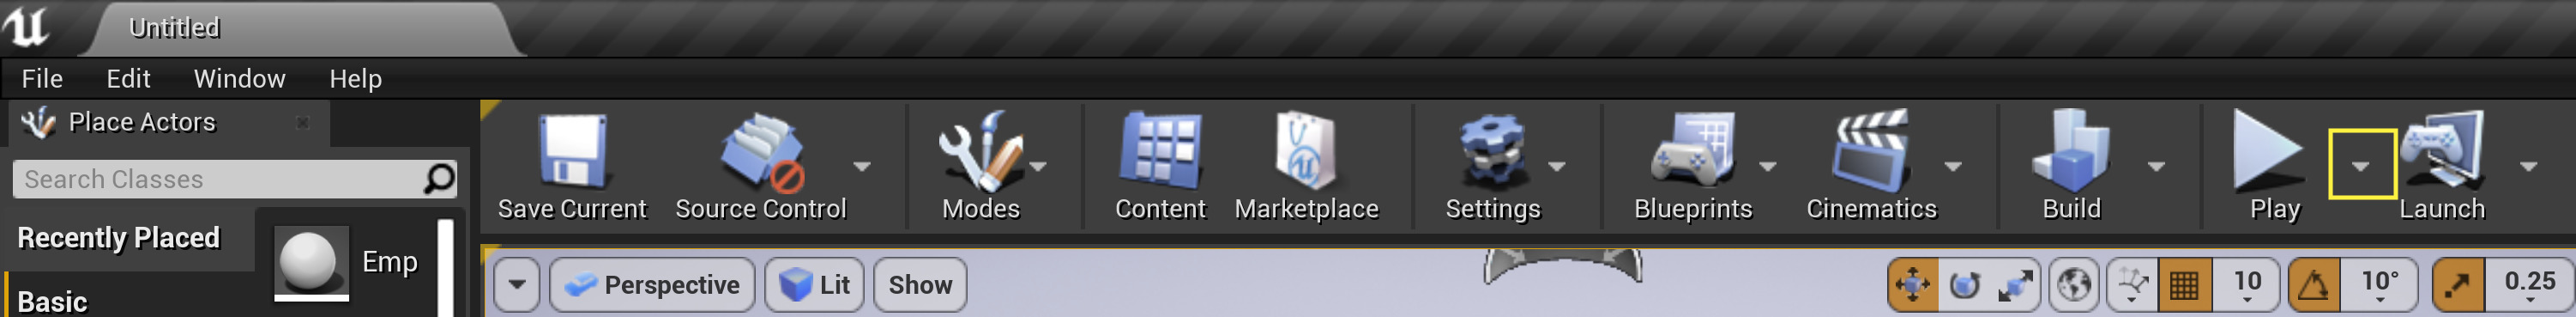 Untitled
File Edit Window Help
Place Actors
Search Classes
Recently Placed
Emp
Basic
Save Current Source Control Modes Content Marketplace Settings Blueprints Cinematics Build Play Launch
Perspective Lit Show 10 10° 0.25